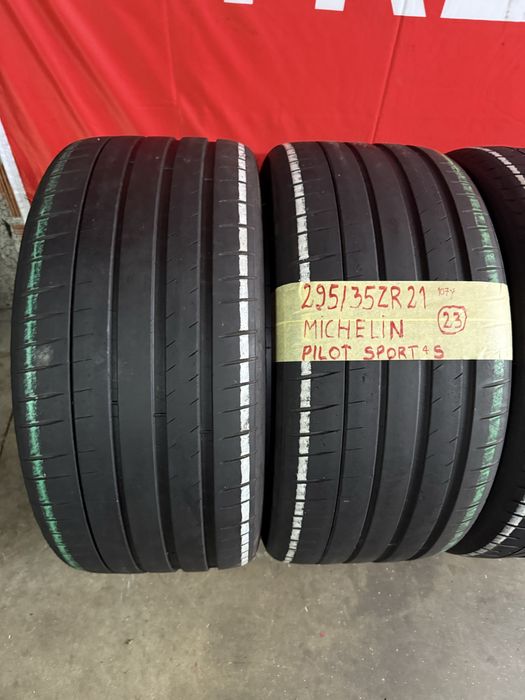 295/35ZR21 107Y
MICHELIN 23
PILOT SPORT 4S